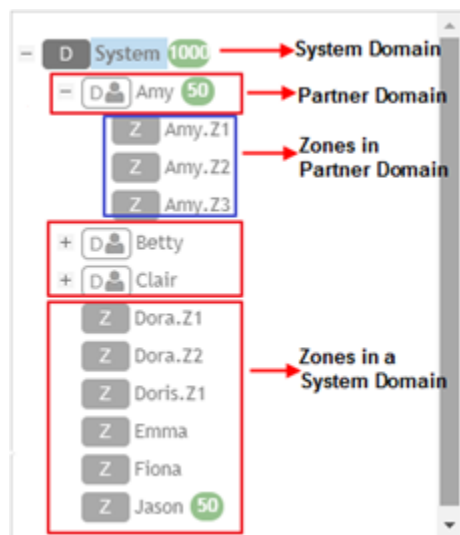 D System 1000 System Domain
D Amy 50 Partner Domain
Z Amy.Z1
Z Amy.Z2
Z Amy.Z3
Zones in
Partner Domain
D Betty
D Clair
Z Dora.Z1
Z Dora.Z2
Z Doris.Z1
Z Emma
Z Fiona
Z Jason 50
Zones in a
System Domain